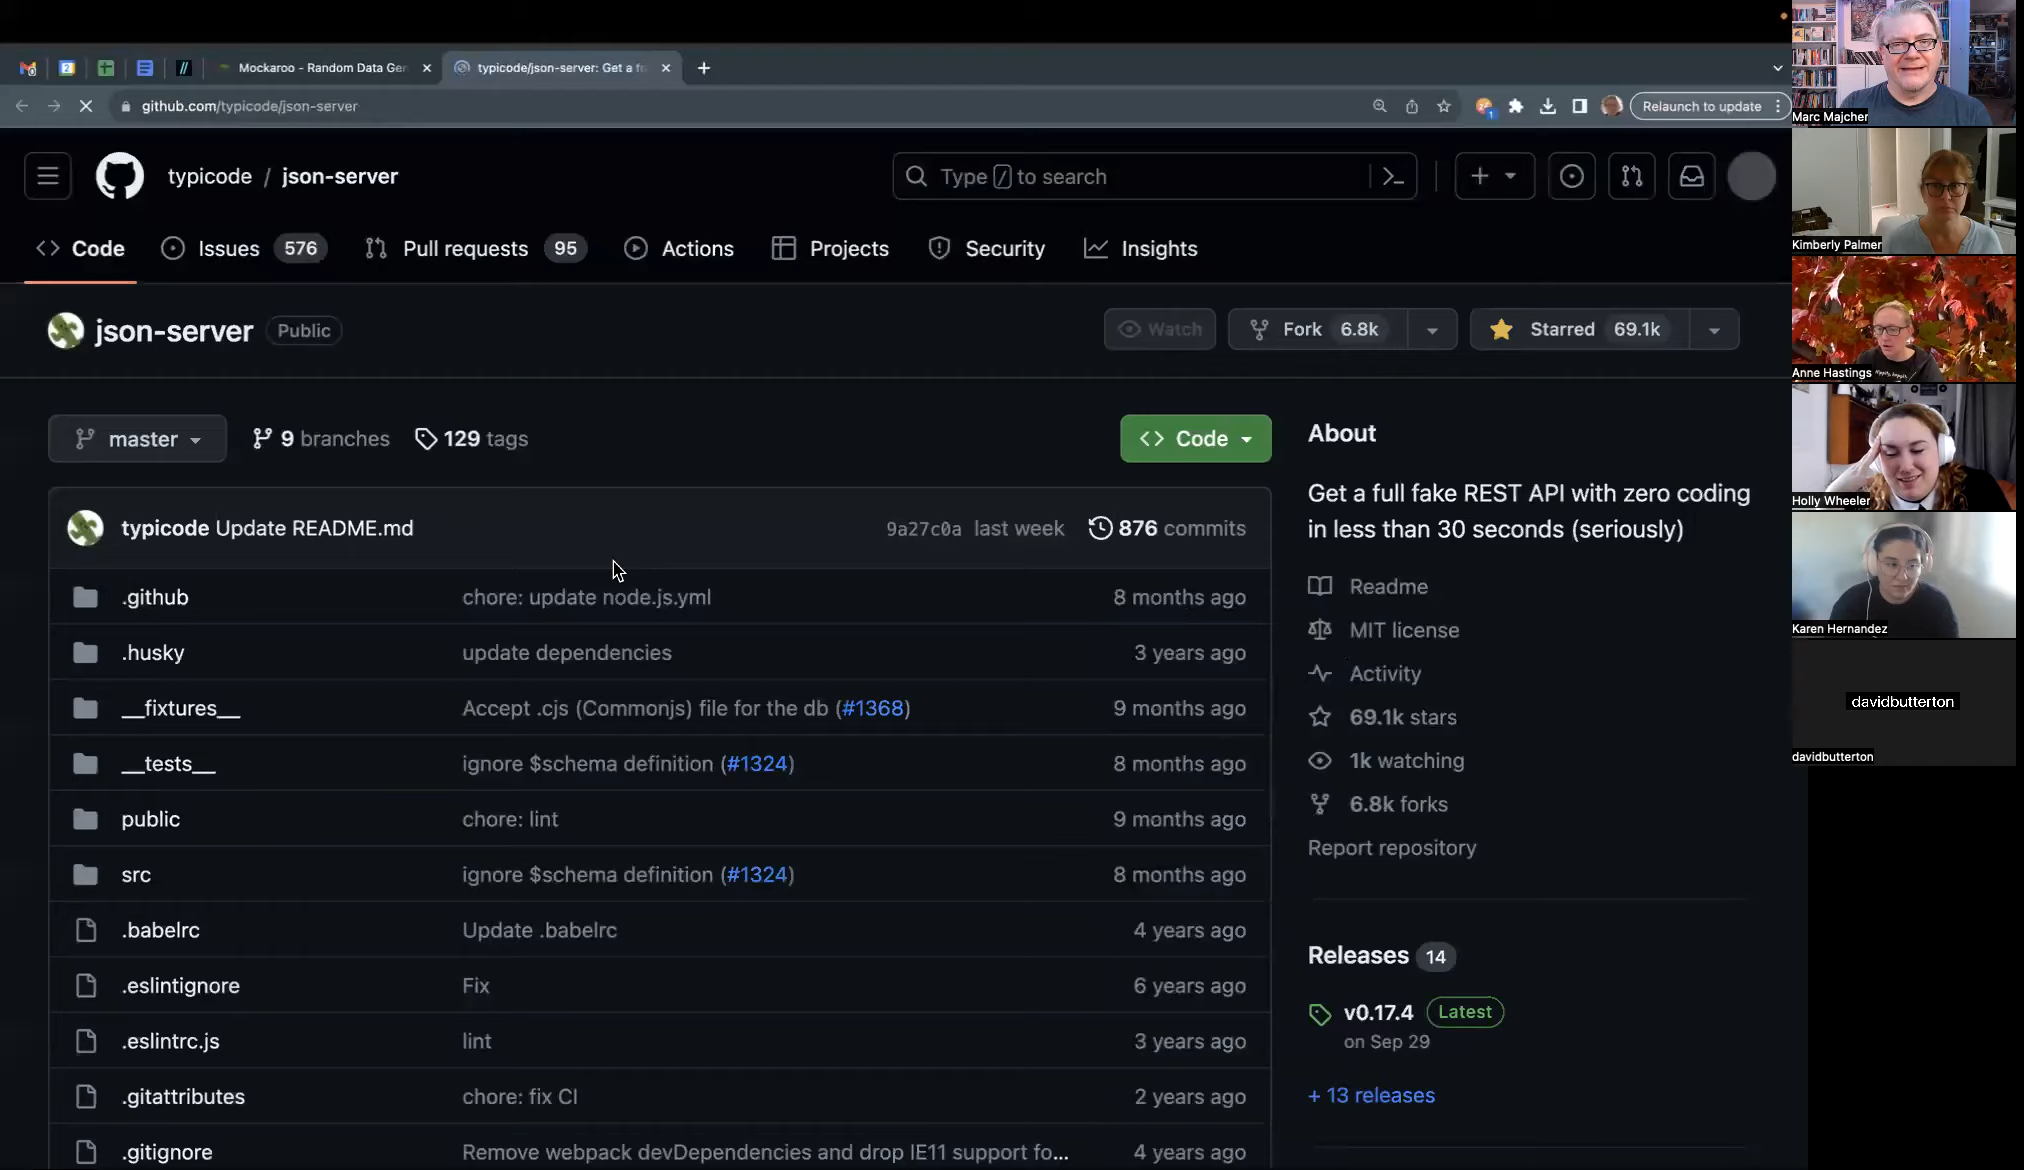 Mockaroo - Random Data Gen
typicode/json-server: Get a f
github.com/typicode/json-server
Relaunch to update
typicode / json-server
Type / to search
Code
Issues 576
Pull requests 95
Actions
Projects
Security
Insights
json-server Public
Watch
Fork 6.8k
Starred 69.1k
master
9 branches
129 tags
Code
typicode Update README.md 9a27c0a last week 876 commits
.github chore: update node.js.yml 8 months ago
.husky update dependencies 3 years ago
__fixtures__ Accept .cjs (Commonjs) file for the db (#1368) 9 months ago
__tests__ ignore $schema definition (#1324) 8 months ago
public chore: lint 9 months ago
src ignore $schema definition (#1324) 8 months ago
.babelrc Update .babelrc 4 years ago
.eslintignore Fix 6 years ago
.eslintrc.js lint 3 years ago
.gitattributes chore: fix CI 2 years ago
.gitignore Remove webpack devDependencies and drop IE11 support fo... 4 years ago
About
Get a full fake REST API with zero coding
in less than 30 seconds (seriously)
Readme
MIT license
Activity
69.1k stars
1k watching
6.8k forks
Report repository
Releases 14
v0.17.4 Latest
on Sep 29
+ 13 releases
Marc Majcher
Kimberly Palmer
Anne Hastings
Holly Wheeler
Karen Hernandez
davidbutterton
davidbutterton